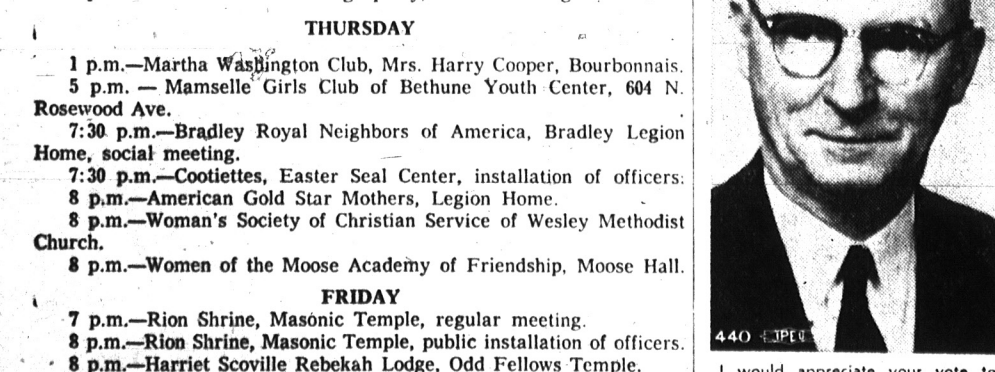 THURSDAY
1 p.m.—Martha Washington Club, Mrs. Harry Cooper, Bourbonnais.
5 p.m. — Mamselle Girls Club of Bethune Youth Center, 604 N.
Rosewood Ave.
7:30 p.m.—Bradley Royal Neighbors of America, Bradley Legion
Home, social meeting.
7:30 p.m.—Cootiettes, Easter Seal Center, installation of officers.
8 p.m.—American Gold Star Mothers, Legion Home.
8 p.m.—Woman's Society of Christian Service of Wesley Methodist
Church.
8 p.m.—Women of the Moose Academy of Friendship, Moose Hall.
FRIDAY
7 p.m.—Rion Shrine, Masonic Temple, regular meeting.
8 p.m.—Rion Shrine, Masonic Temple, public installation of officers.
8 p.m.—Harriet Scoville Rebekah Lodge, Odd Fellows Temple.
440
I would appreciate your vote to